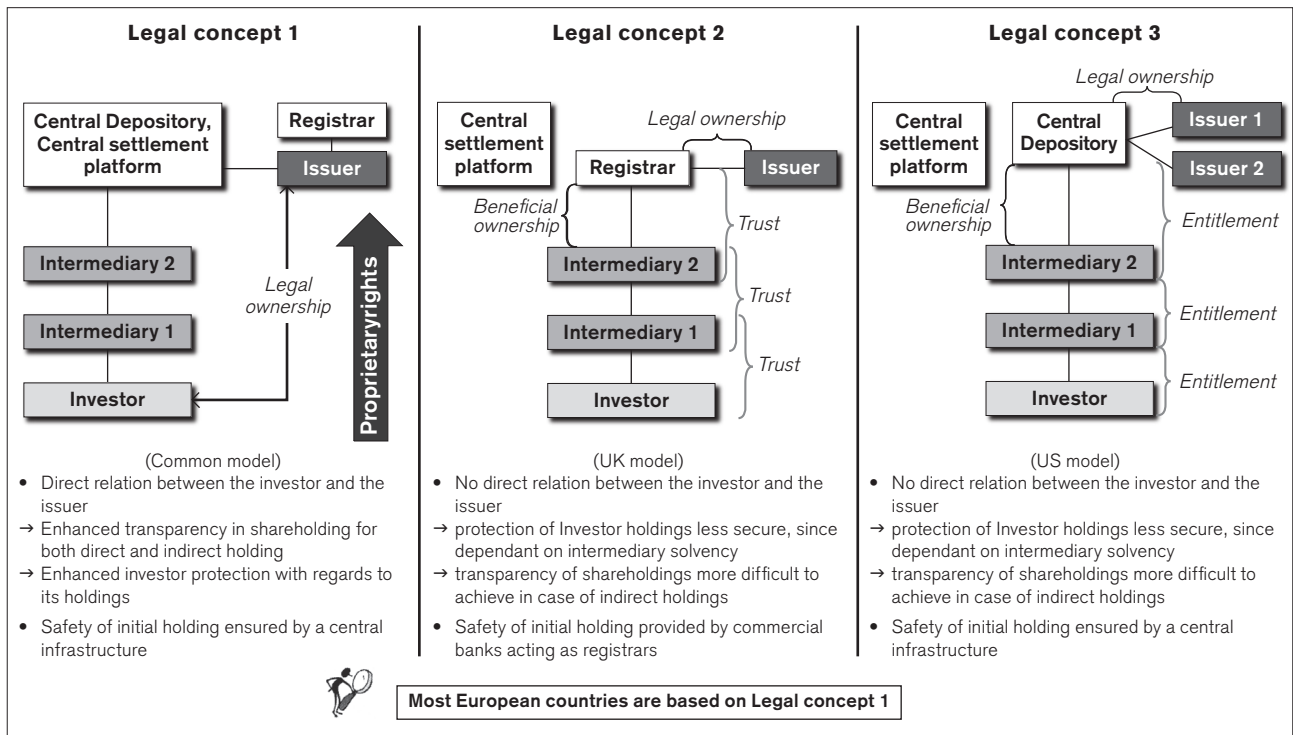 Legal concept 1
Central Depository,
Central settlement
platform
Registrar
Issuer
Intermediary 2
Legal
ownership
Intermediary 1
Investor
Proprietaryrights
(Common model)
• Direct relation between the investor and the
issuer
→ Enhanced transparency in shareholding for
both direct and indirect holding
→ Enhanced investor protection with regards to
its holdings
• Safety of initial holding ensured by a central
infrastructure
Legal concept 2
Central
settlement
platform
Legal ownership
Registrar
Issuer
Beneficial
ownership
Trust
Intermediary 2
Trust
Intermediary 1
Trust
Investor
(UK model)
• No direct relation between the investor and the
issuer
→ protection of Investor holdings less secure, since
dependant on intermediary solvency
→ transparency of shareholdings more difficult to
achieve in case of indirect holdings
• Safety of initial holding provided by commercial
banks acting as registrars
Legal concept 3
Legal ownership
Central
settlement
platform
Central
Depository
Issuer 1
Issuer 2
Beneficial
ownership
Entitlement
Intermediary 2
Entitlement
Intermediary 1
Entitlement
Investor
(US model)
• No direct relation between the investor and the
issuer
→ protection of Investor holdings less secure, since
dependant on intermediary solvency
→ transparency of shareholdings more difficult to
achieve in case of indirect holdings
• Safety of initial holding ensured by a central
infrastructure
Most European countries are based on Legal concept 1